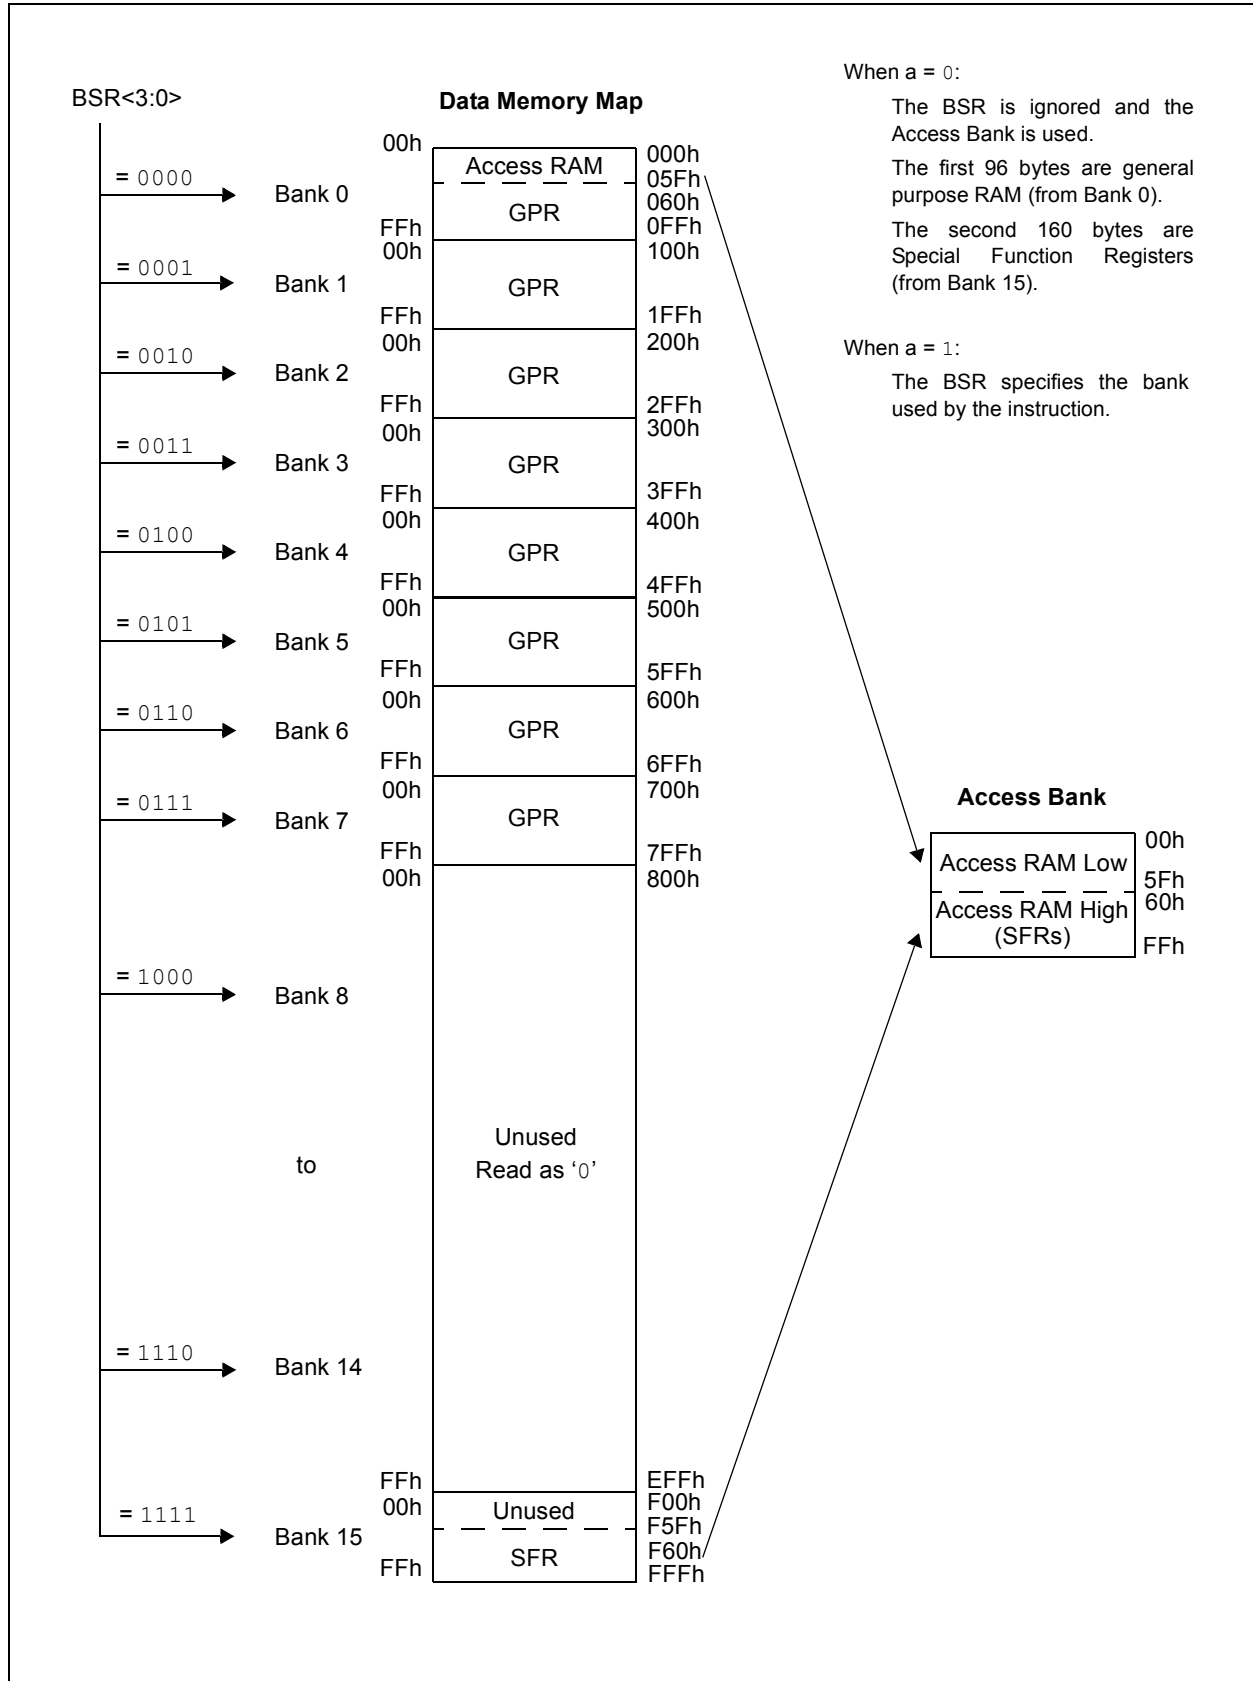 BSR<3:0>
Data Memory Map
When a = 0:
The BSR is ignored and the
Access Bank is used.
The first 96 bytes are general
purpose RAM (from Bank 0).
The second 160 bytes are
Special Function Registers
(from Bank 15).
When a = 1:
The BSR specifies the bank
used by the instruction.
= 0000
Bank 0
00h
Access RAM
000h
05Fh
GPR
060h
FFh
0FFh
= 0001
Bank 1
00h
GPR
100h
FFh
1FFh
= 0010
Bank 2
00h
GPR
200h
FFh
2FFh
= 0011
Bank 3
00h
GPR
300h
FFh
3FFh
= 0100
Bank 4
00h
GPR
400h
FFh
4FFh
= 0101
Bank 5
00h
GPR
500h
FFh
5FFh
= 0110
Bank 6
00h
GPR
600h
FFh
6FFh
= 0111
Bank 7
00h
GPR
700h
FFh
7FFh
00h
800h
= 1000
Bank 8
to
Unused
Read as ‘0’
= 1110
Bank 14
FFh
EFFh
= 1111
Bank 15
00h
Unused
F00h
F5Fh
SFR
F60h
FFh
FFFh
Access Bank
Access RAM Low
00h
5Fh
Access RAM High
(SFRs)
60h
FFh